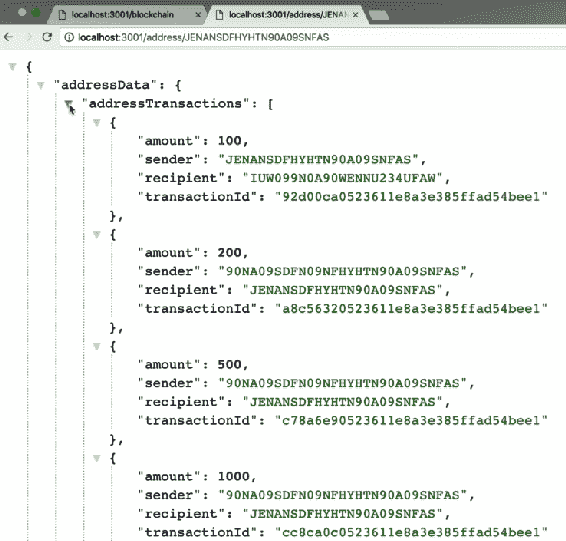 localhost:3001/blockchain
localhost:3001/address/JENAN
localhost:3001/address/JENANSDFHYHTN90A09SNFAS
{
"addressData": {
"addressTransactions": [
{
"amount": 100,
"sender": "JENANSDFHYHTN90A09SNFAS",
"recipient": "IUW099N0A90WENNU234UFAW",
"transactionId": "92d00ca0523611e8a3e385ffad54bee1"
},
{
"amount": 200,
"sender": "90NA09SDFN09NFHYHTN90A09SNFAS",
"recipient": "JENANSDFHYHTN90A09SNFAS",
"transactionId": "a8c56320523611e8a3e385ffad54bee1"
},
{
"amount": 500,
"sender": "90NA09SDFN09NFHYHTN90A09SNFAS",
"recipient": "JENANSDFHYHTN90A09SNFAS",
"transactionId": "c78a6e90523611e8a3e385ffad54bee1"
},
{
"amount": 1000,
"sender": "90NA09SDFN09NFHYHTN90A09SNFAS",
"recipient": "JENANSDFHYHTN90A09SNFAS",
"transactionId": "cc8ca0c0523611e8a3e385ffad54bee1"